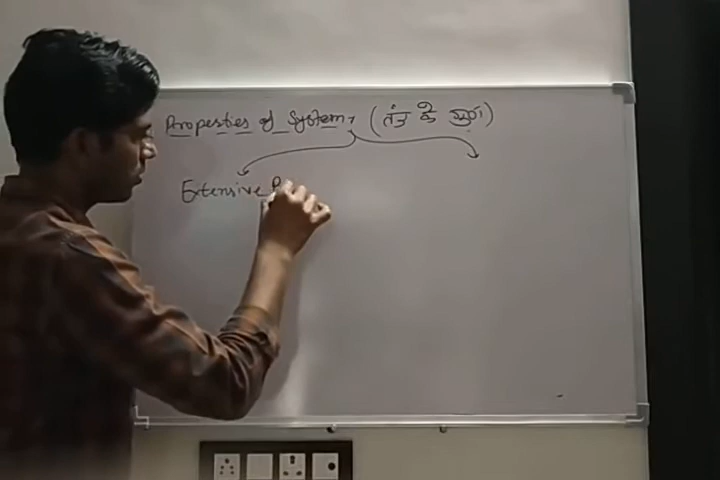 Properties of System, (तंत्र के गुण)
Extensive P